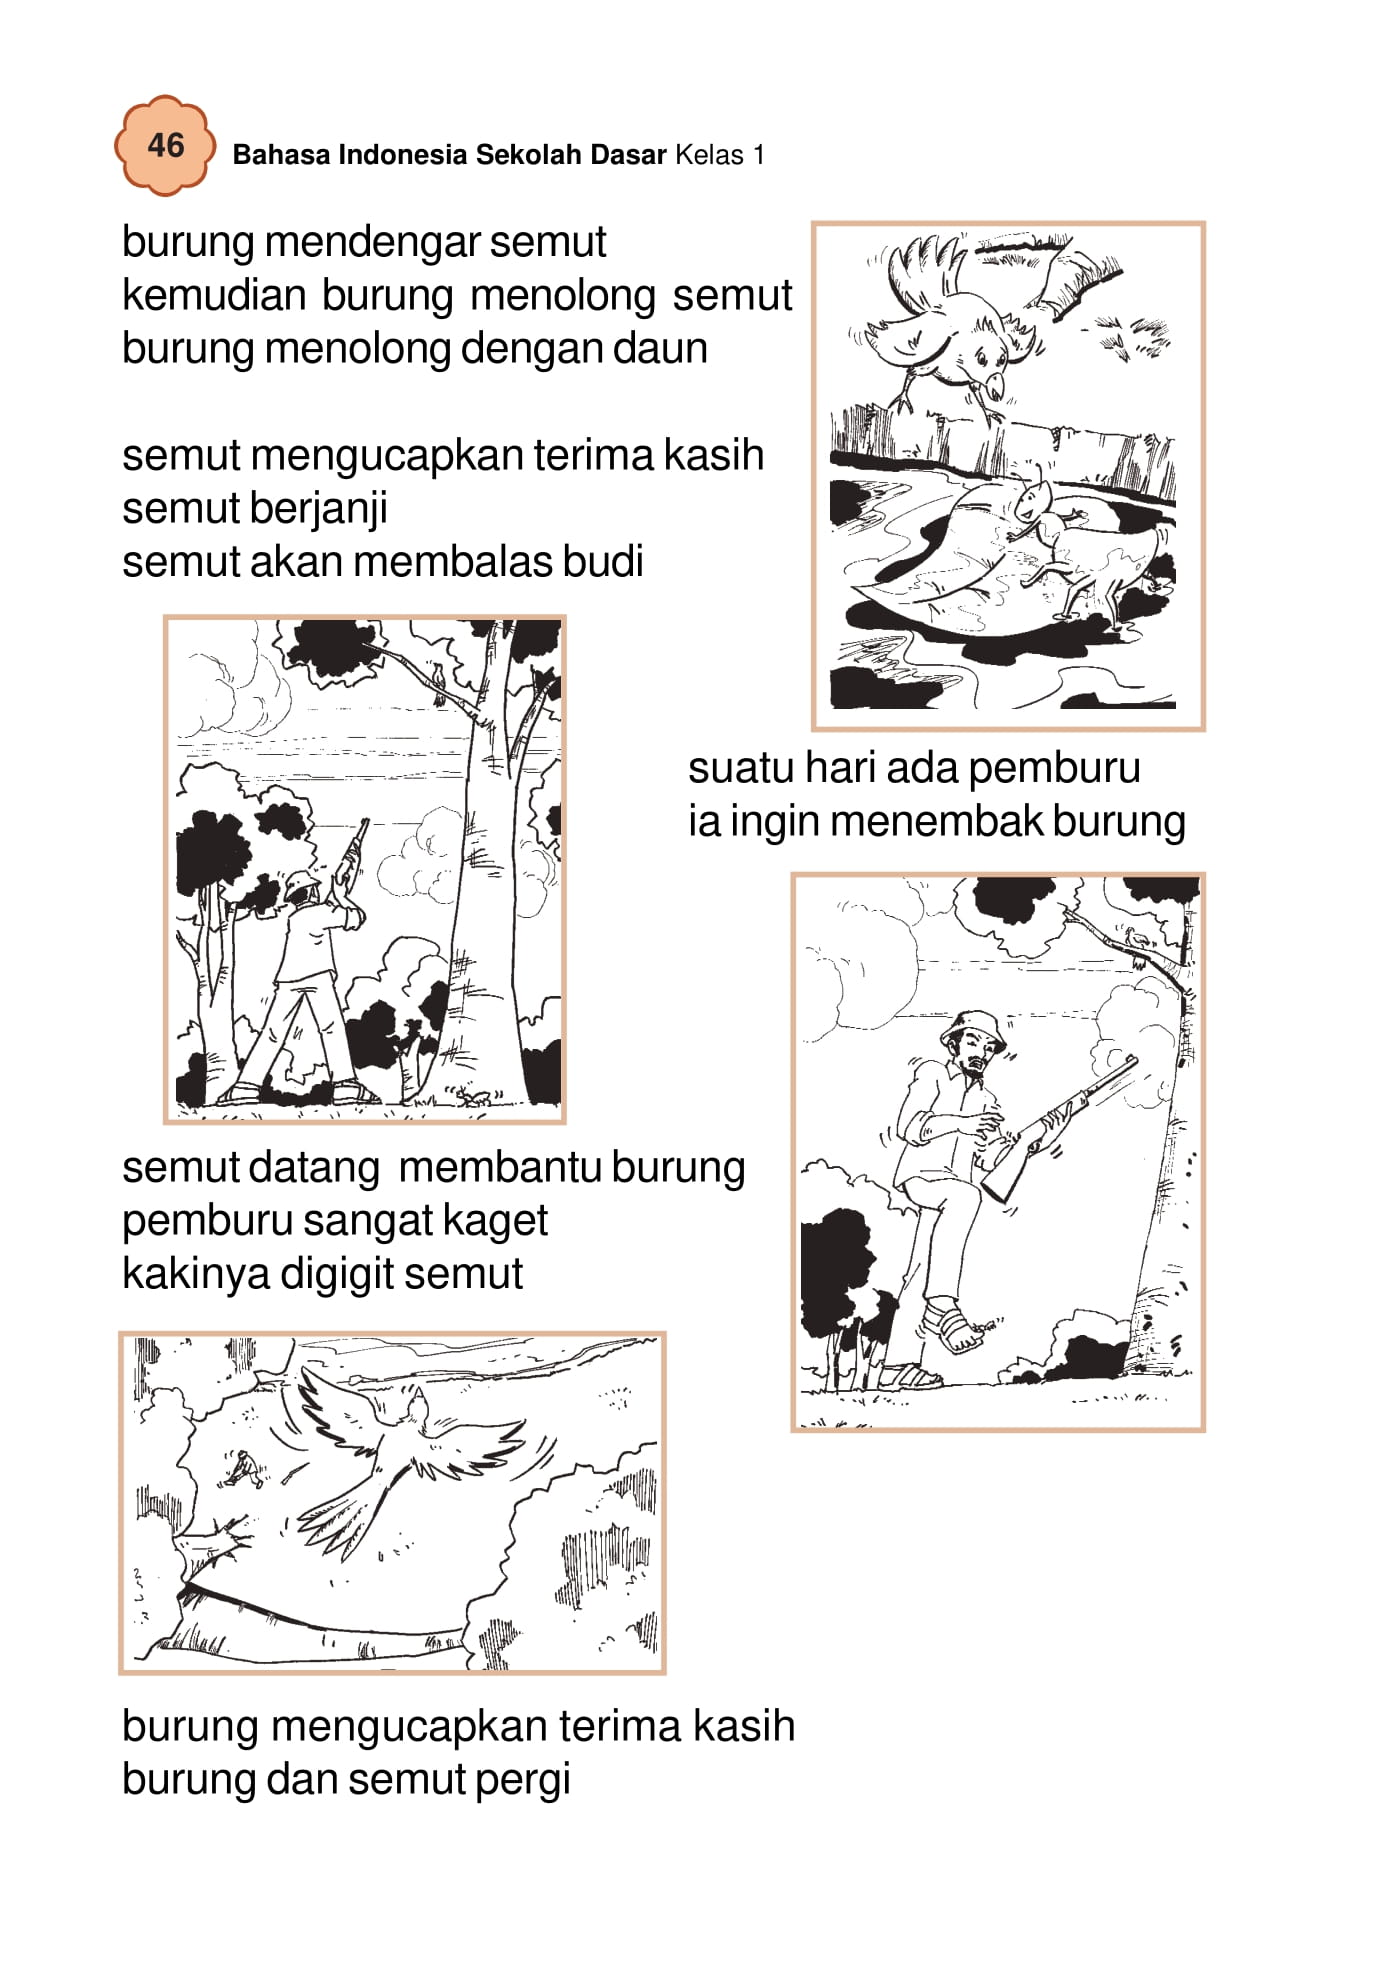 46
Bahasa Indonesia Sekolah Dasar Kelas 1
burung mendengar semut
kemudian burung menolong semut
burung menolong dengan daun
semut mengucapkan terima kasih
semut berjanji
semut akan membalas budi
suatu hari ada pemburu
ia ingin menembak burung
semut datang membantu burung
pemburu sangat kaget
kakinya digigit semut
burung mengucapkan terima kasih
burung dan semut pergi